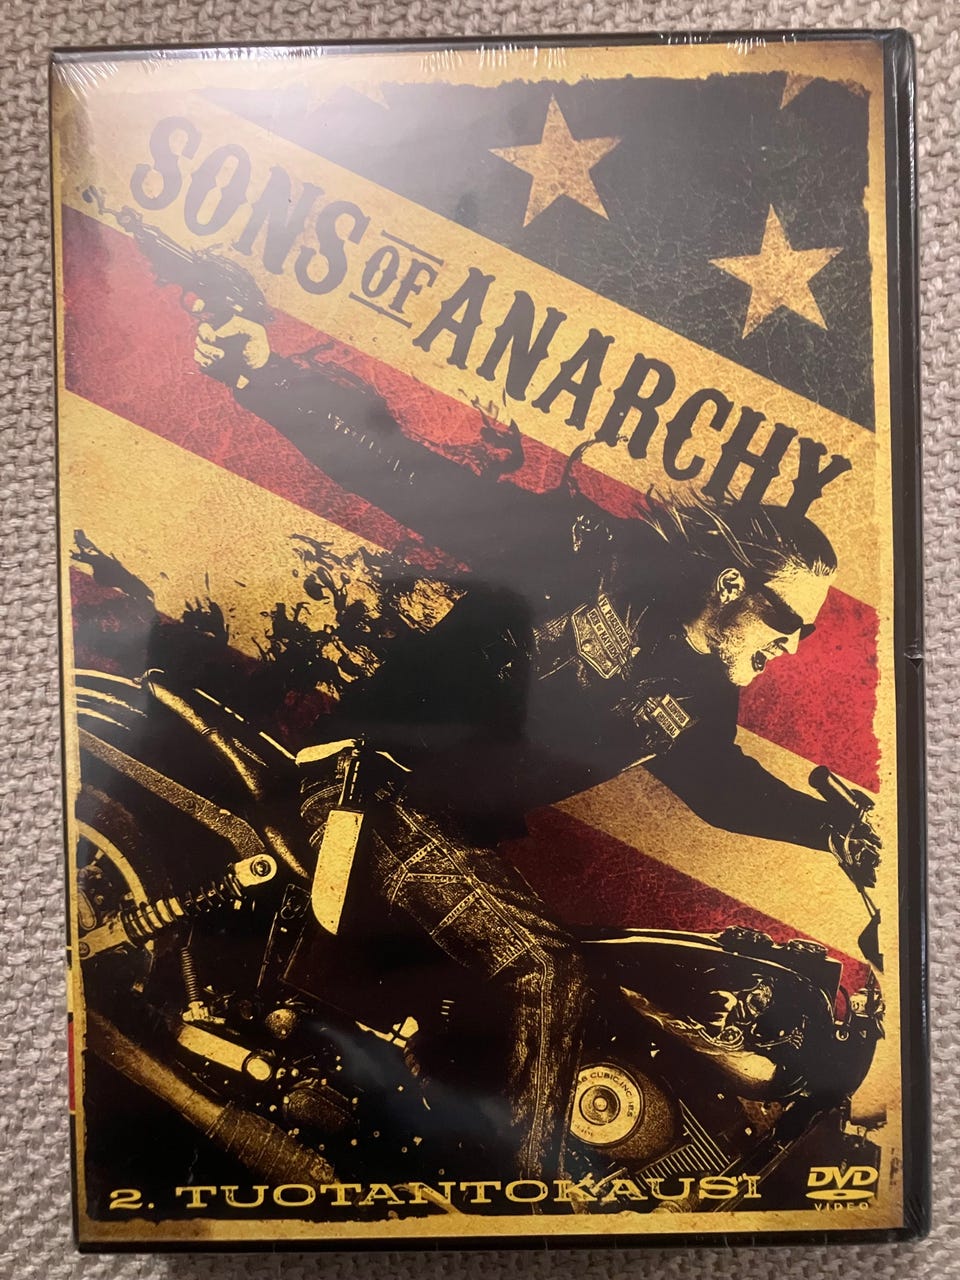 SONS OF ANARCHY
2. TUOTANTOKAUSI
DVD
VIDEO